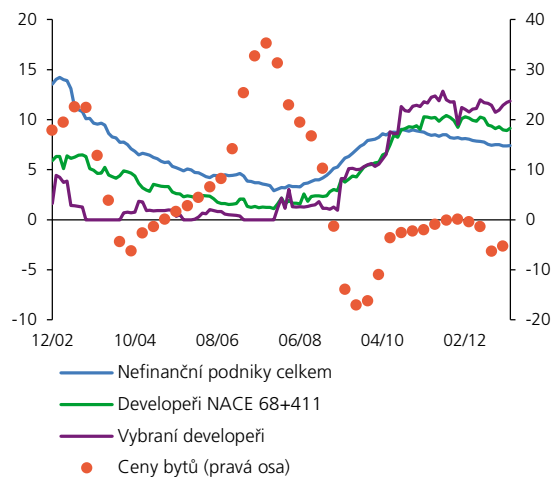 20 40
15 30
10 20
5 10
0 0
-5 -10
-10 -20
12/02 10/04 08/06 06/08 04/10 02/12
Nefinanční podniky celkem
Developeři NACE 68+411
Vybraní developeři
Ceny bytů (pravá osa)